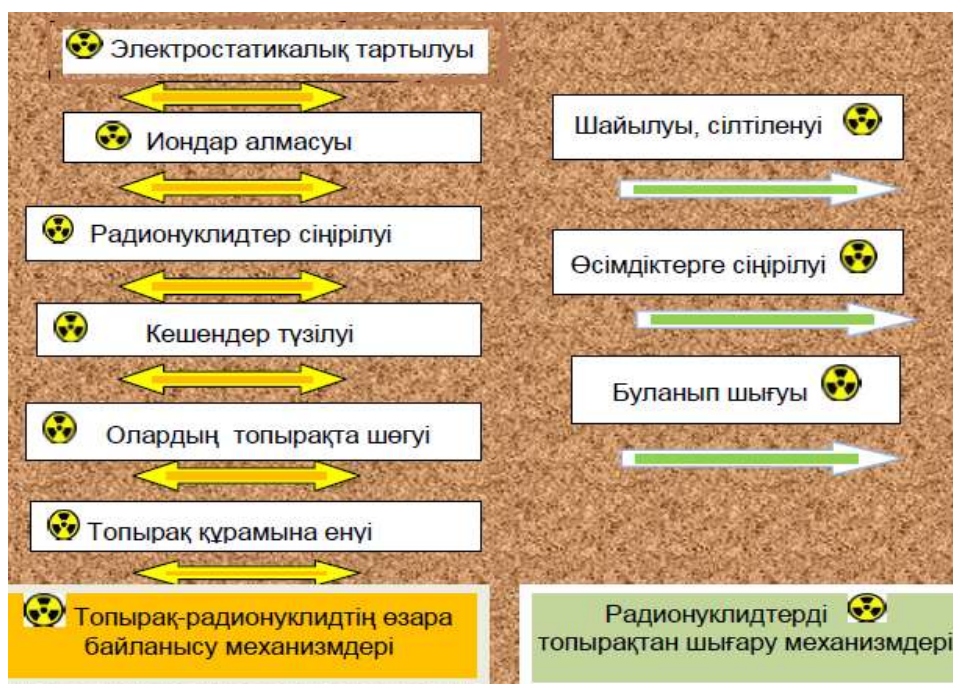 Электростатикалық тартылуы
Иондар алмасуы
Радионуклидтер сіңірілуі
Кешендер түзілуі
Олардың топырақта шөгуі
Топырақ құрамына енуі
Топырақ-радионуклидтің өзара
байланысу механизмдері
Шайылуы, сілтіленуі
Өсімдіктерге сіңірілуі
Буланып шығуы
Радионуклидтерді
топырақтан шығару механизмдері